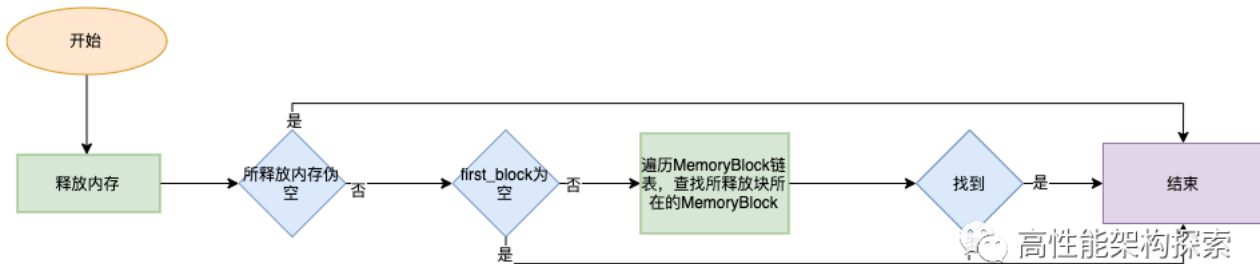 开始
释放内存
是
所释放内存伪
空
否
first_block为
空
否
是
遍历MemoryBlock链
表，查找所释放块所
在的MemoryBlock
找到
是
结束
高性能架构探索